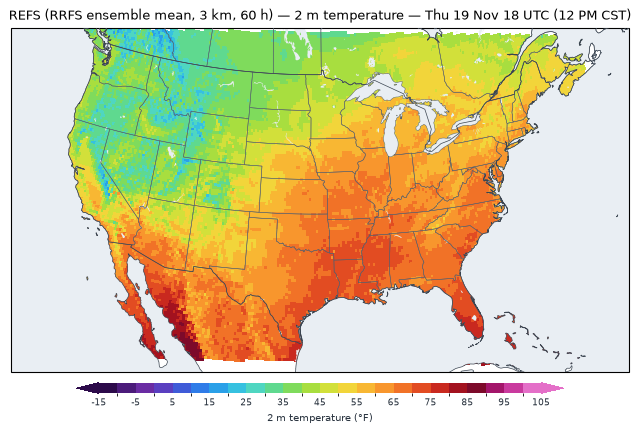 REFS (RRFS ensemble mean, 3 km, 60 h) — 2 m temperature — Thu 19 Nov 18 UTC (12 PM CST)
-15 -5 5 15 25 35 45 55 65 75 85 95 105
2 m temperature (°F)